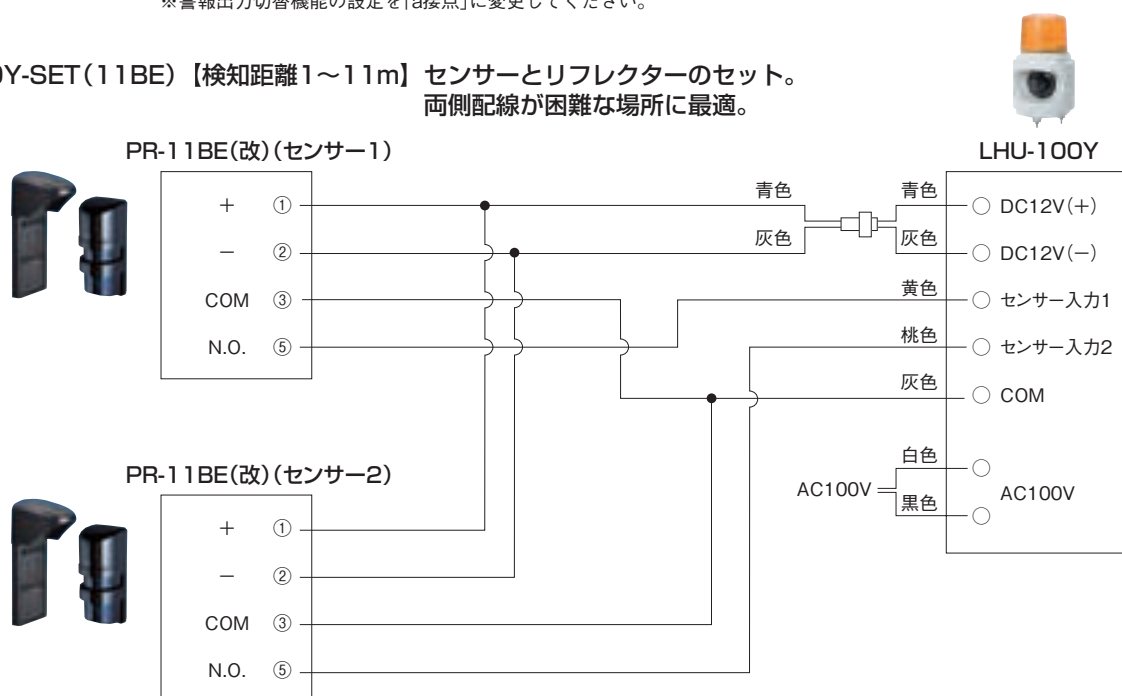 ※警報出力切替機能の設定を「a接点」に変更してください。
Y-SET(11BE)【検知距離1〜11m】センサーとリフレクターのセット。
両側配線が困難な場所に最適。
PR-11BE(改)(センサー1)
LHU-100Y
+ ①
− ②
COM ③
N.O. ⑤
青色
灰色
青色
灰色
黄色
桃色
灰色
白色
黒色
DC12V(+)
DC12V(−)
センサー入力1
センサー入力2
COM
AC100V
AC100V
PR-11BE(改)(センサー2)
+ ①
− ②
COM ③
N.O. ⑤